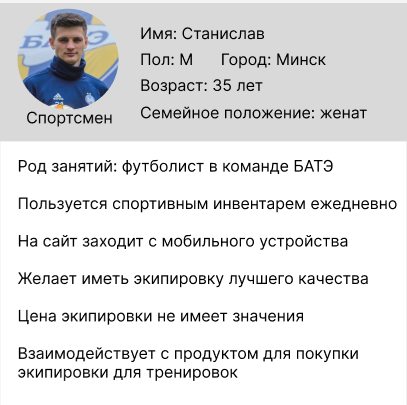 БАТЭ
Спортсмен
Имя: Станислав
Пол: М Город: Минск
Возраст: 35 лет
Семейное положение: женат
Род занятий: футболист в команде БАТЭ
Пользуется спортивным инвентарем ежедневно
На сайт заходит с мобильного устройства
Желает иметь экипировку лучшего качества
Цена экипировки не имеет значения
Взаимодействует с продуктом для покупки
экипировки для тренировок